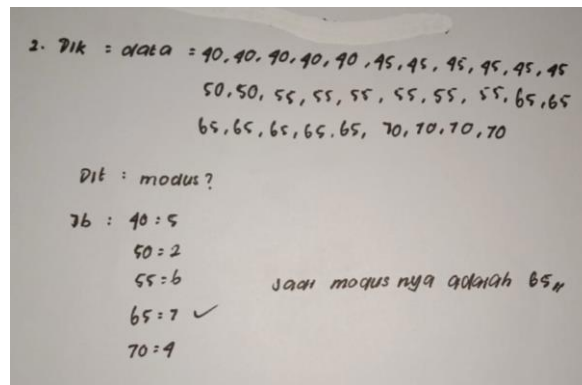 2. Dik = data = 40, 40, 40, 40, 40, 45, 45, 45, 45, 45, 45
50, 50, 55, 55, 55, 55, 55, 55, 65, 65
65, 65, 65, 65, 65, 70, 70, 70, 70
Dit : modus?
Jb : 40 : 5
50 = 2
55 = 6
65 = 7 ✓
70 = 4
Jadi modus nya adalah 65,,